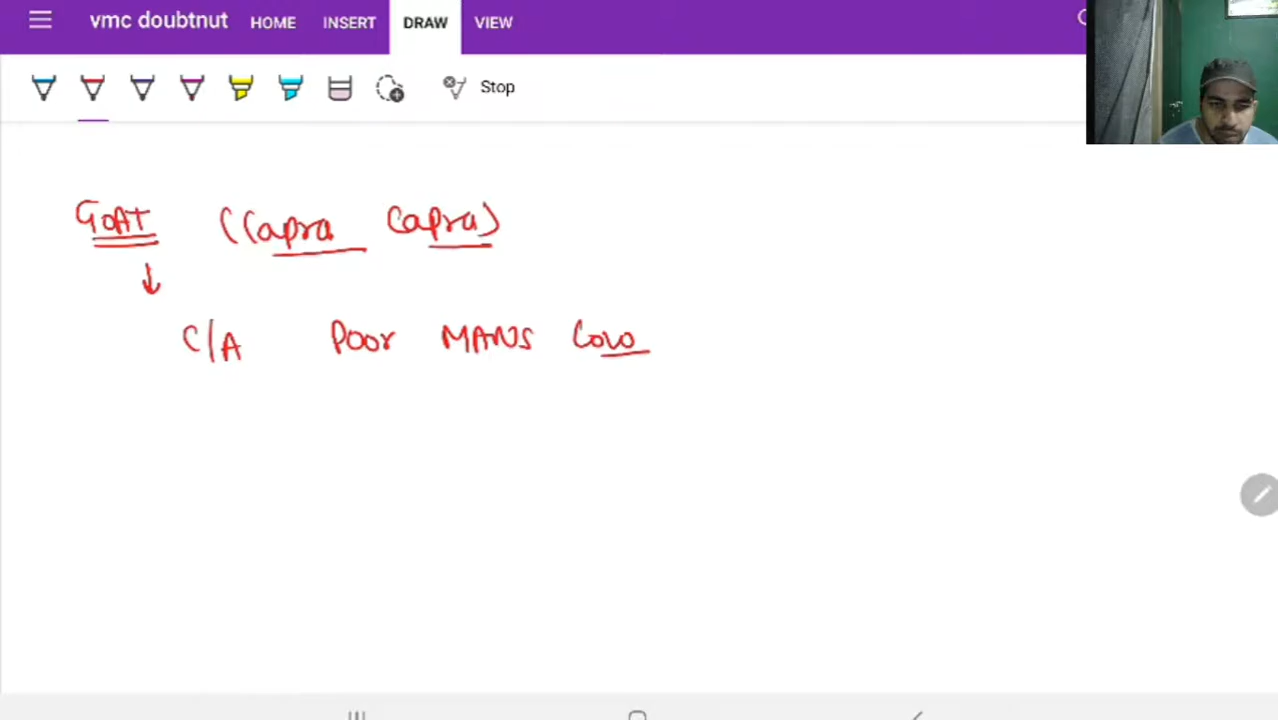 vmc doubtnut HOME INSERT DRAW VIEW
Stop
GOAT (Capra Capra)
C/A Poor MANS Cow